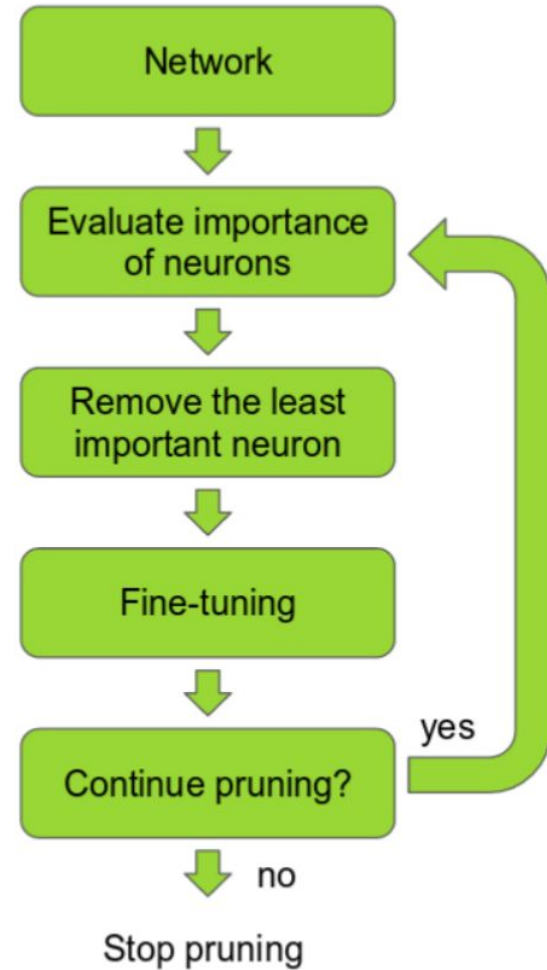 Network
Evaluate importance
of neurons
Remove the least
important neuron
Fine-tuning
Continue pruning?
yes
no
Stop pruning